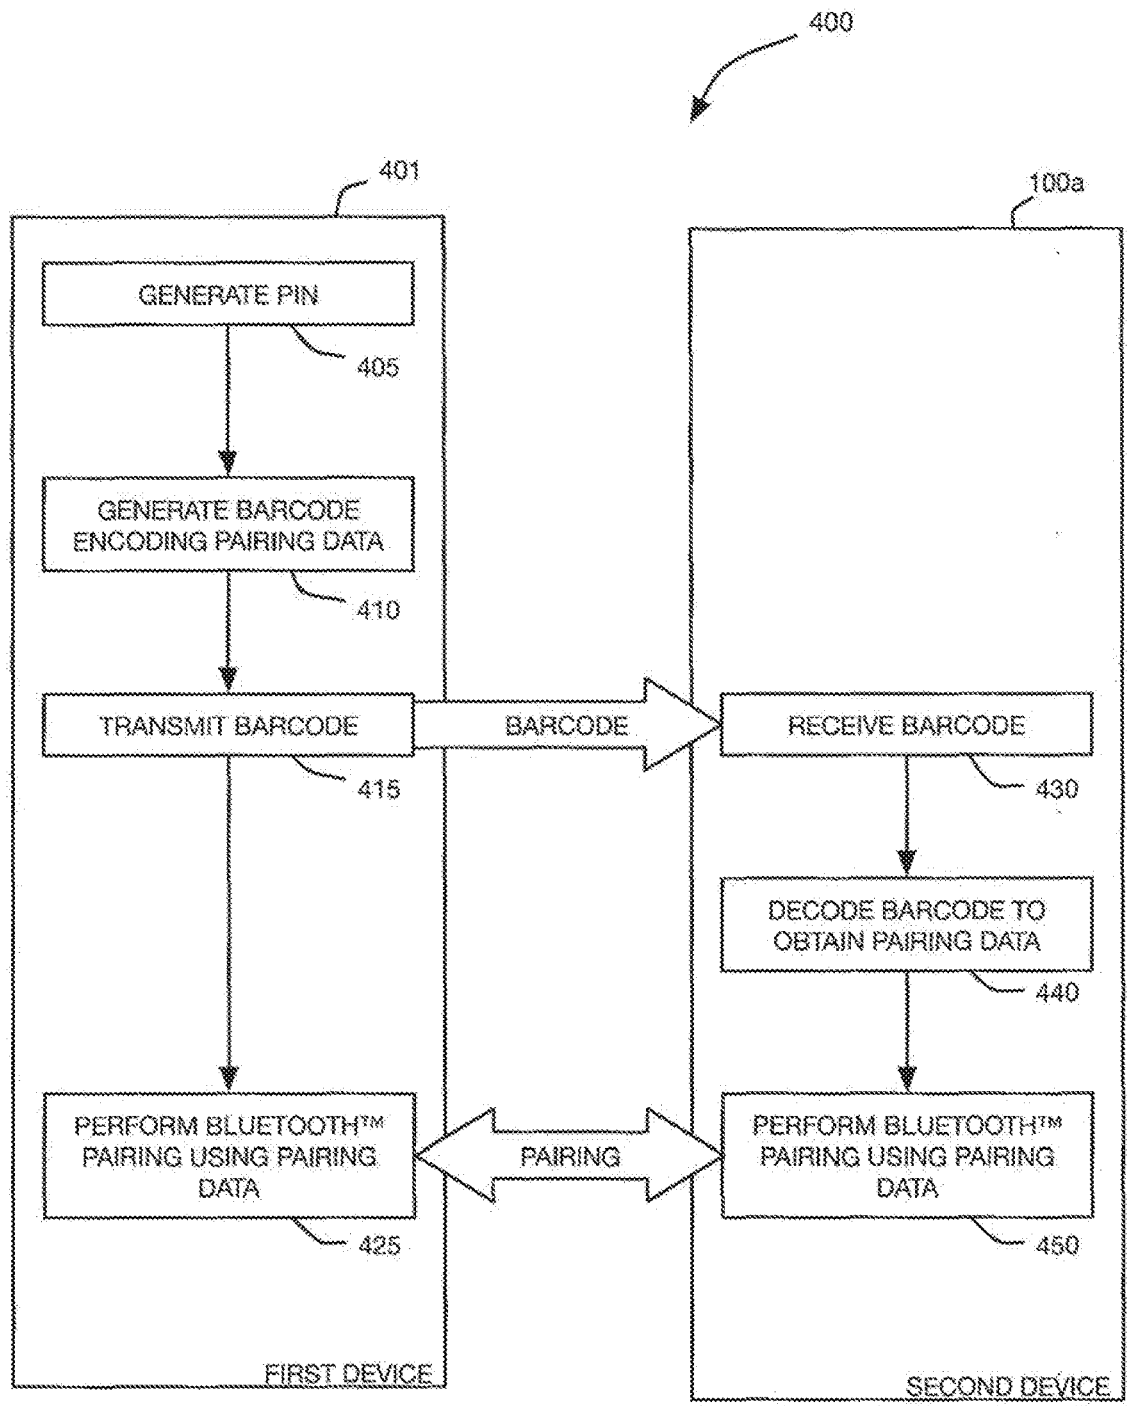 400
401
100a
GENERATE PIN
405
GENERATE BARCODE
ENCODING PAIRING DATA
410
TRANSMIT BARCODE
BARCODE
RECEIVE BARCODE
415
430
DECODE BARCODE TO
OBTAIN PAIRING DATA
440
PERFORM BLUETOOTH™
PAIRING USING PAIRING
DATA
PAIRING
PERFORM BLUETOOTH™
PAIRING USING PAIRING
DATA
425
450
FIRST DEVICE
SECOND DEVICE